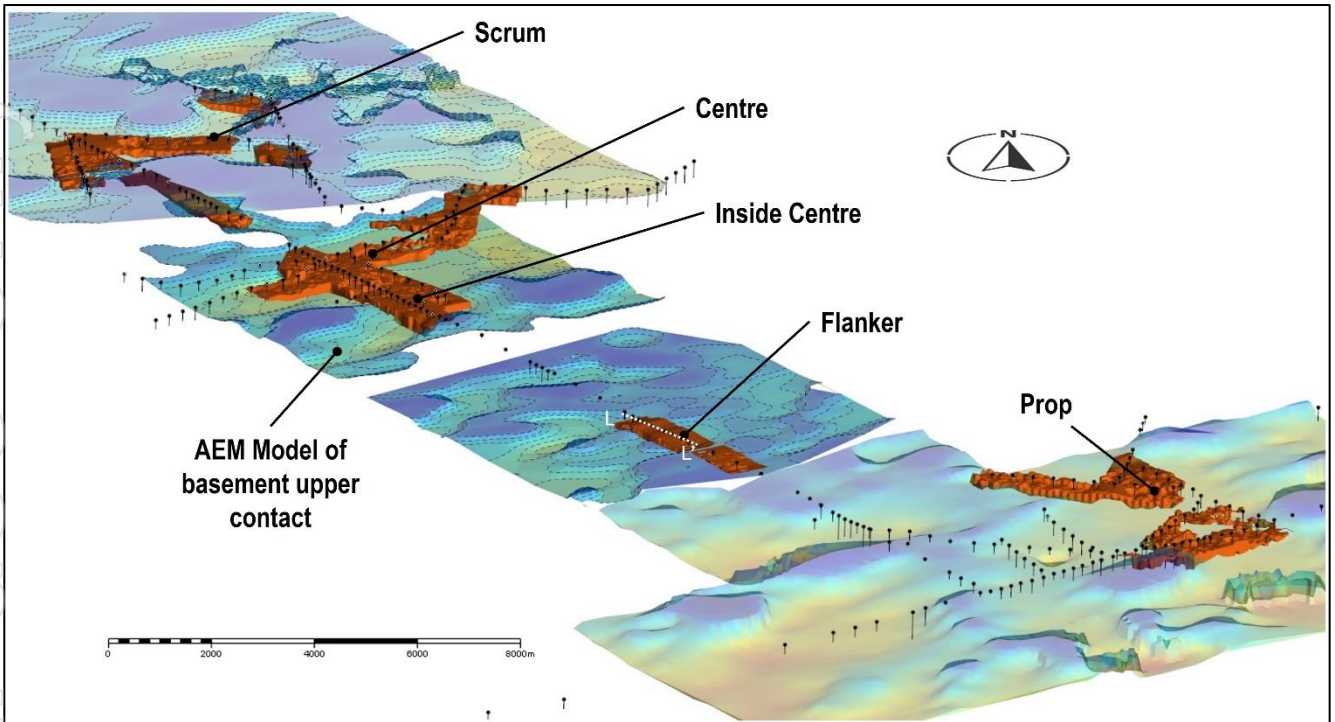 Scrum
Centre
N
Inside Centre
Flanker
Prop
L
L'
AEM Model of
basement upper
contact
0 2000 4000 6000 8000m